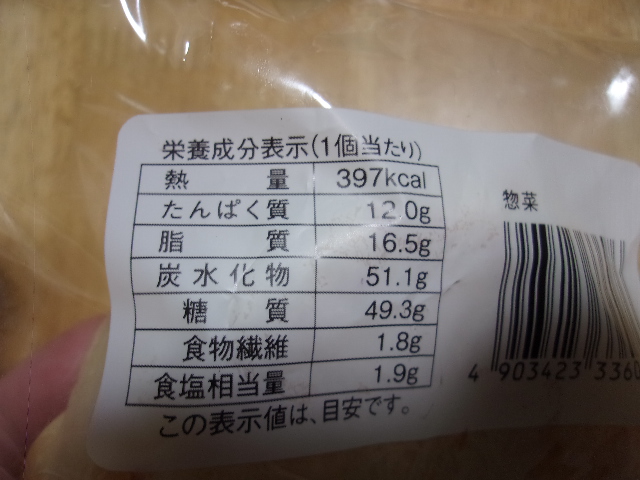 栄養成分表示(1個当たり)
熱量 397kcal
たんぱく質 12.0g
脂質 16.5g
炭水化物 51.1g
糖質 49.3g
食物繊維 1.8g
食塩相当量 1.9g
この表示値は、目安です。
惣菜
4 903423 336